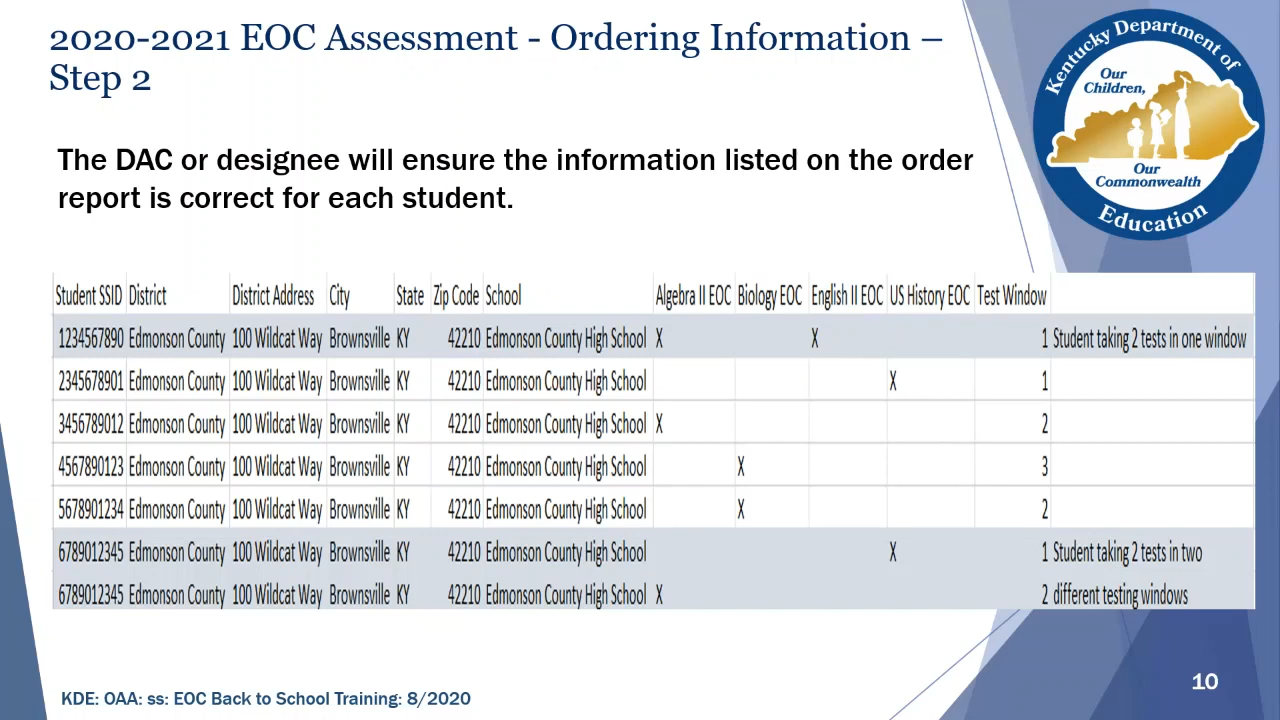 2020-2021 EOC Assessment - Ordering Information –
Step 2
Kentucky Department of
Our
Children,
Our
Commonwealth
Education
The DAC or designee will ensure the information listed on the order
report is correct for each student.
Student SSID District District Address City State Zip Code School Algebra II EOC Biology EOC English II EOC US History EOC Test Window
1234567890 Edmonson County 100 Wildcat Way Brownsville KY 42210 Edmonson County High School X X 1 Student taking 2 tests in one window
2345678901 Edmonson County 100 Wildcat Way Brownsville KY 42210 Edmonson County High School X 1
3456789012 Edmonson County 100 Wildcat Way Brownsville KY 42210 Edmonson County High School X 2
4567890123 Edmonson County 100 Wildcat Way Brownsville KY 42210 Edmonson County High School X 3
5678901234 Edmonson County 100 Wildcat Way Brownsville KY 42210 Edmonson County High School X 2
6789012345 Edmonson County 100 Wildcat Way Brownsville KY 42210 Edmonson County High School X 1 Student taking 2 tests in two
6789012345 Edmonson County 100 Wildcat Way Brownsville KY 42210 Edmonson County High School X 2 different testing windows
KDE: OAA: ss: EOC Back to School Training: 8/2020
10